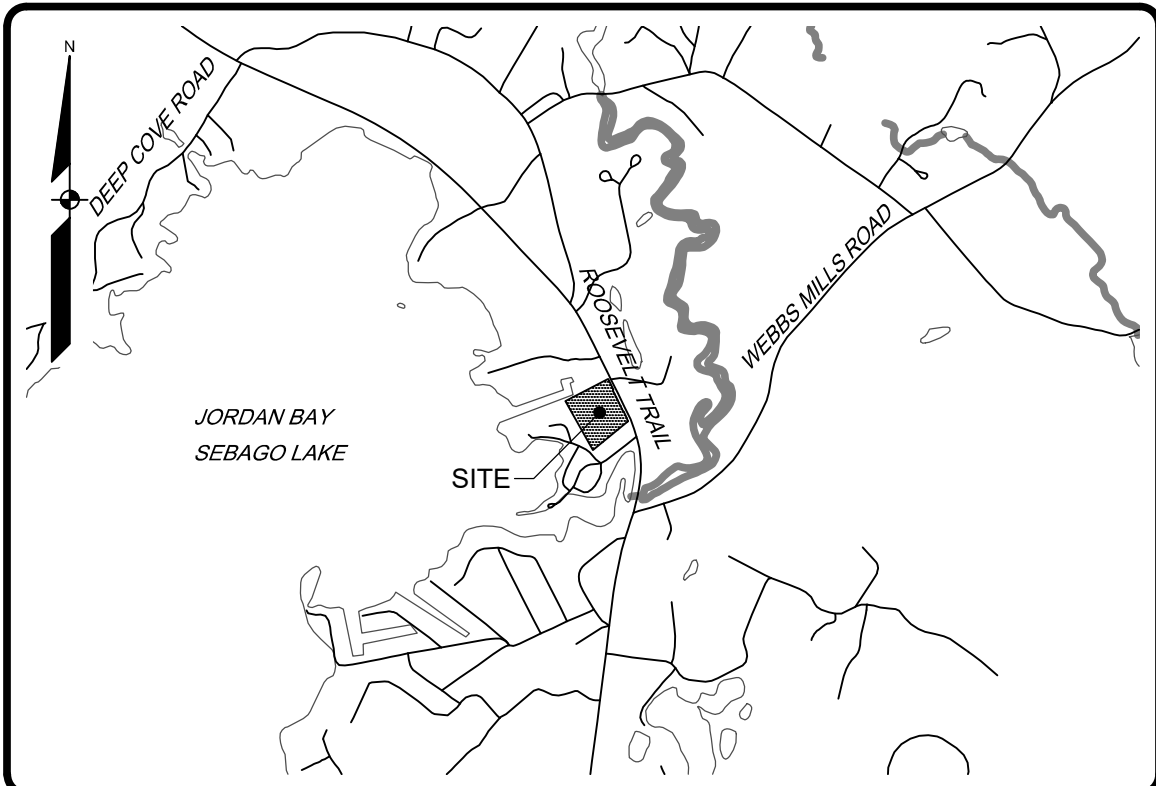 N
DEEP COVE ROAD
ROOSEVELT TRAIL
WEBBS MILLS ROAD
JORDAN BAY
SEBAGO LAKE
SITE